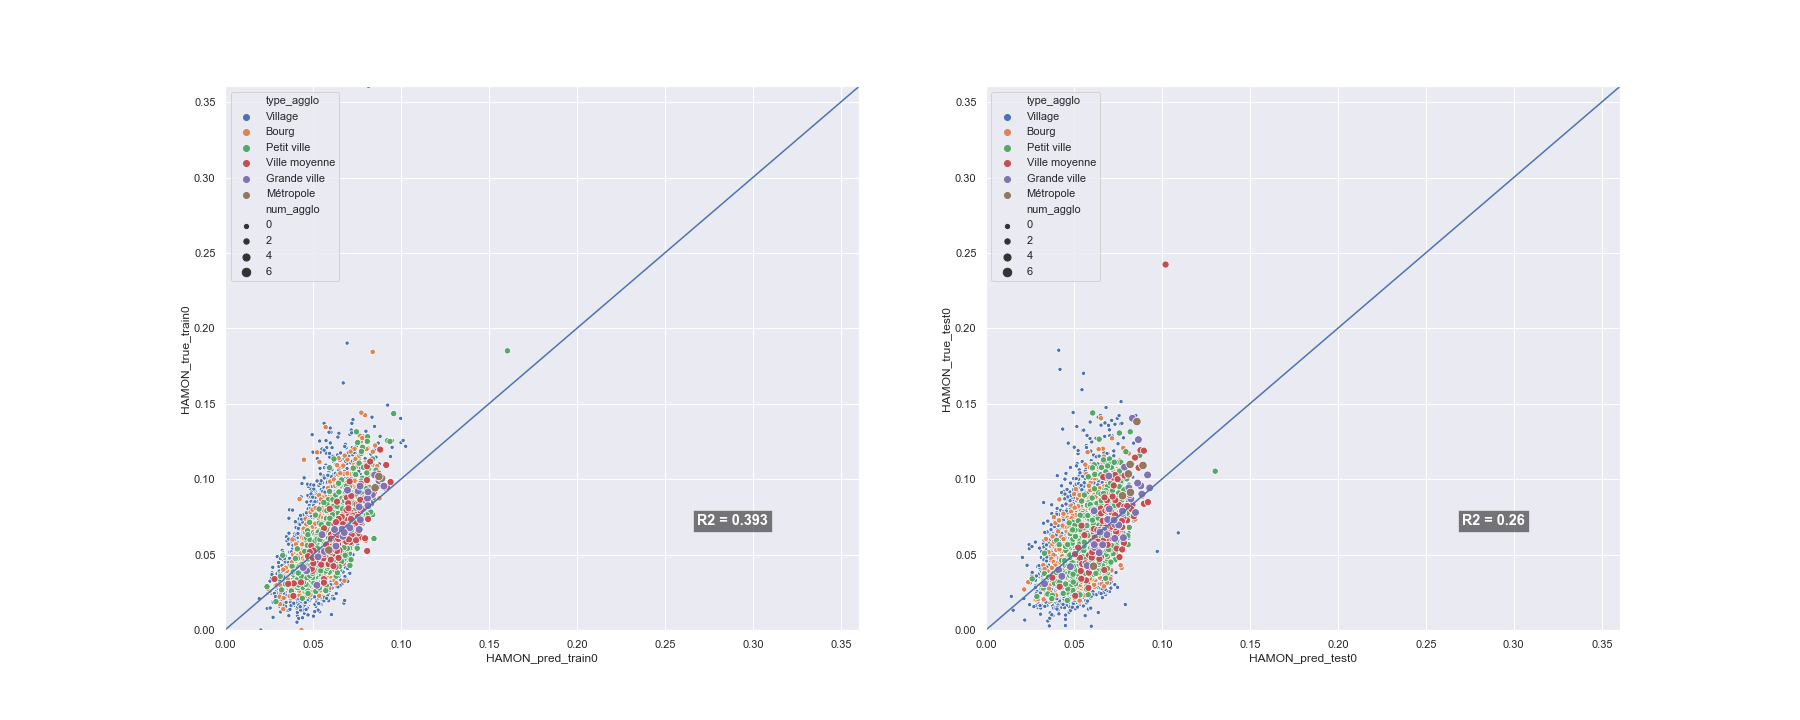 type_agglo
Village
Bourg
Petit ville
Ville moyenne
Grande ville
Métropole
num_agglo
0
2
4
6
0.35
0.30
0.25
0.20
0.15
0.10
0.05
0.00
HAMON_true_train0
R2 = 0.393
0.00 0.05 0.10 0.15 0.20 0.25 0.30 0.35
HAMON_pred_train0
type_agglo
Village
Bourg
Petit ville
Ville moyenne
Grande ville
Métropole
num_agglo
0
2
4
6
0.35
0.30
0.25
0.20
0.15
0.10
0.05
0.00
HAMON_true_test0
R2 = 0.26
0.00 0.05 0.10 0.15 0.20 0.25 0.30 0.35
HAMON_pred_test0